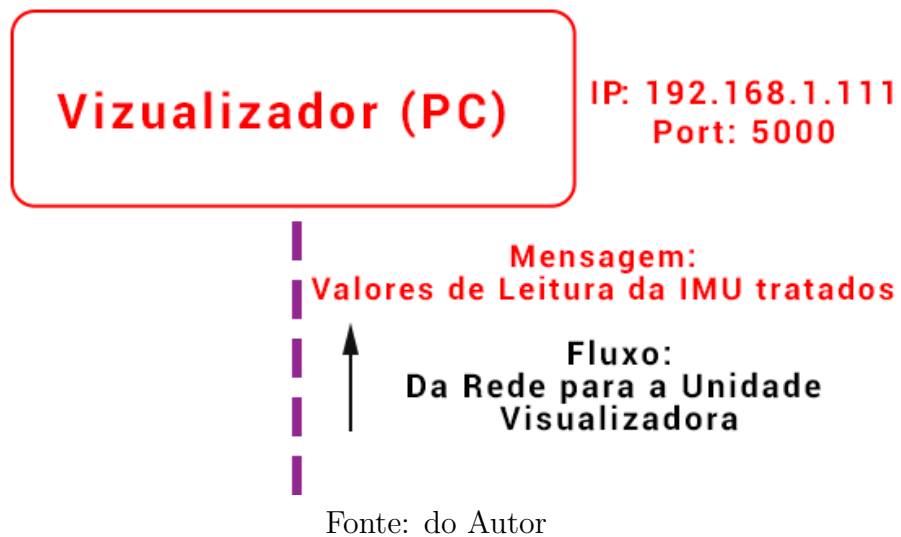 Vizualizador (PC)
IP: 192.168.1.111
Port: 5000
Mensagem:
Valores de Leitura da IMU tratados
Fluxo:
Da Rede para a Unidade
Visualizadora
Fonte: do Autor